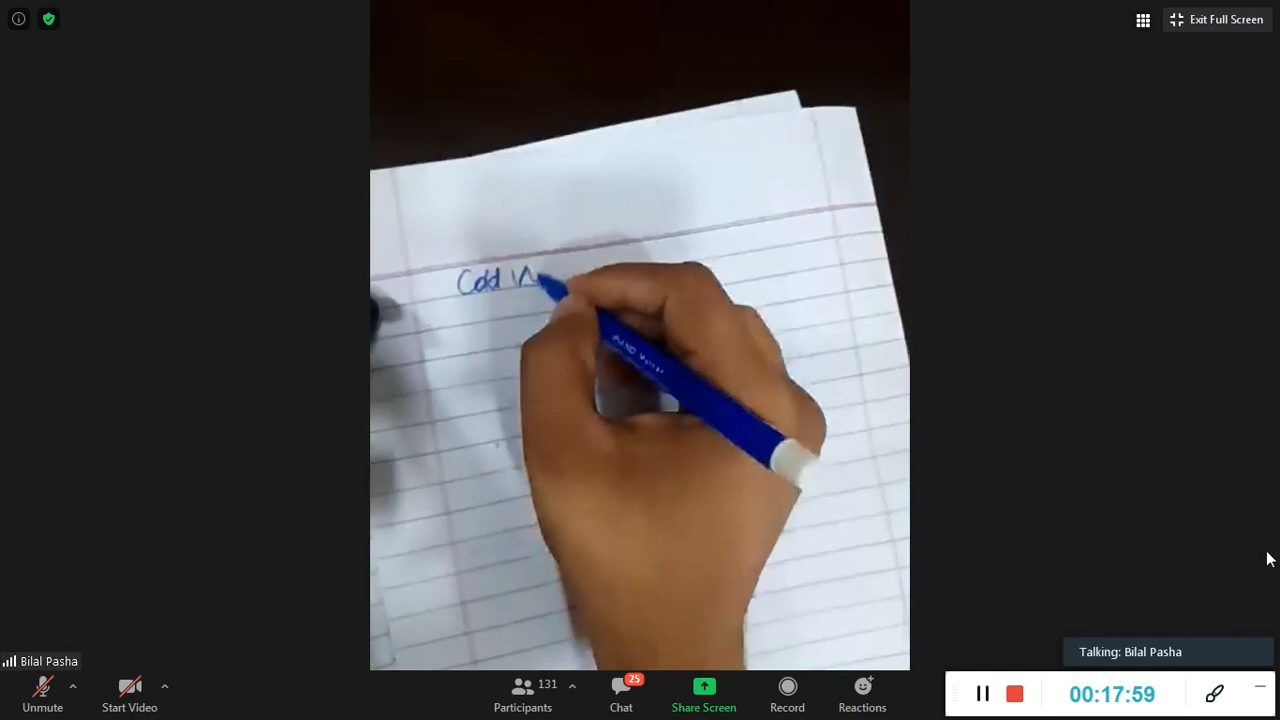 Exit Full Screen
Cold W
Bilal Pasha
Talking: Bilal Pasha
Unmute
Start Video
131
Participants
25
Chat
Share Screen
Record
Reactions
00:17:59